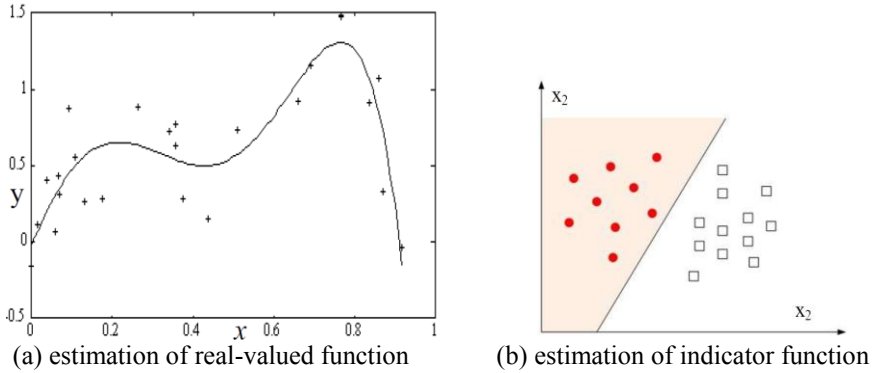 1.5
1
0.5
y
0
-0.5
0 0.2 0.4 x 0.6 0.8 1
(a) estimation of real-valued function
x2
x2
(b) estimation of indicator function